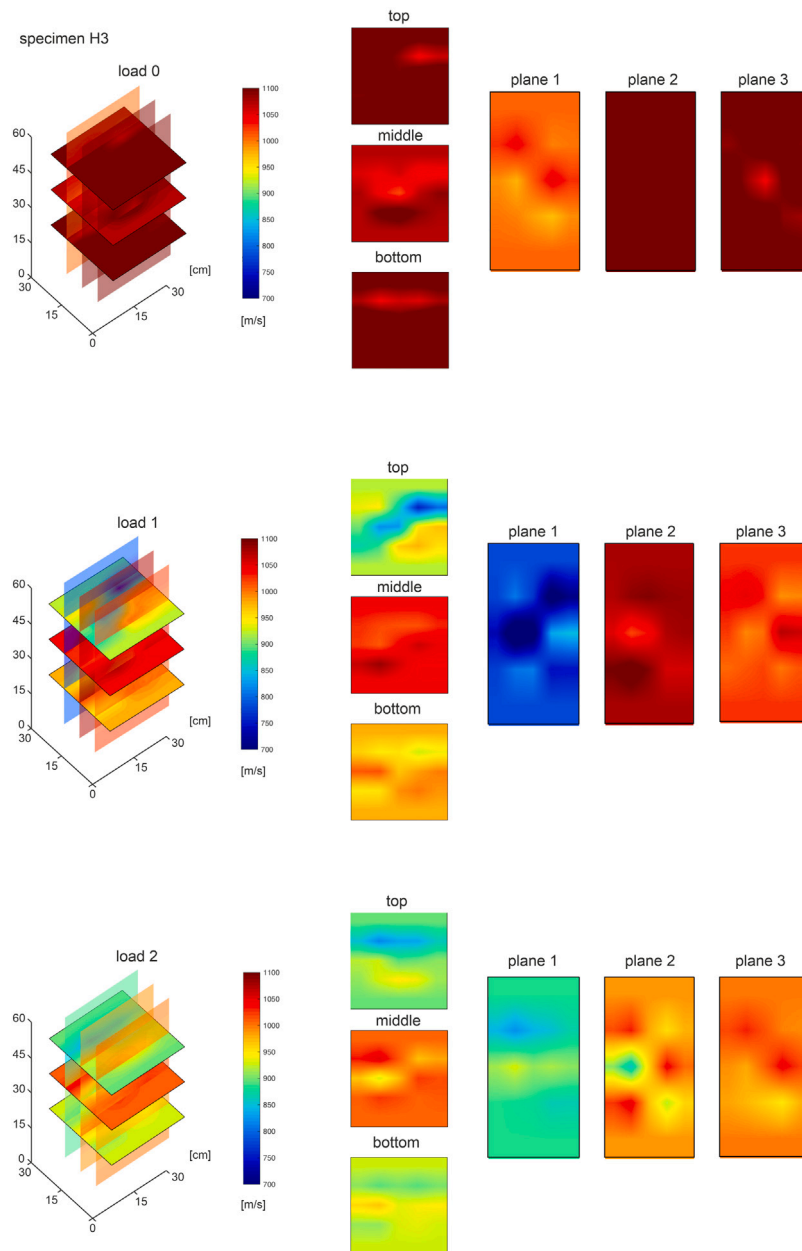 specimen H3
load 0
60
45
30
15
0
30
15
0
15
30
[cm]
1100
1050
1000
950
900
850
800
750
700
[m/s]
top
middle
bottom
plane 1
plane 2
plane 3
load 1
60
45
30
15
0
30
15
0
15
30
[cm]
1100
1050
1000
950
900
850
800
750
700
[m/s]
top
middle
bottom
plane 1
plane 2
plane 3
load 2
60
45
30
15
0
30
15
0
15
30
[cm]
1100
1050
1000
950
900
850
800
750
700
[m/s]
top
middle
bottom
plane 1
plane 2
plane 3